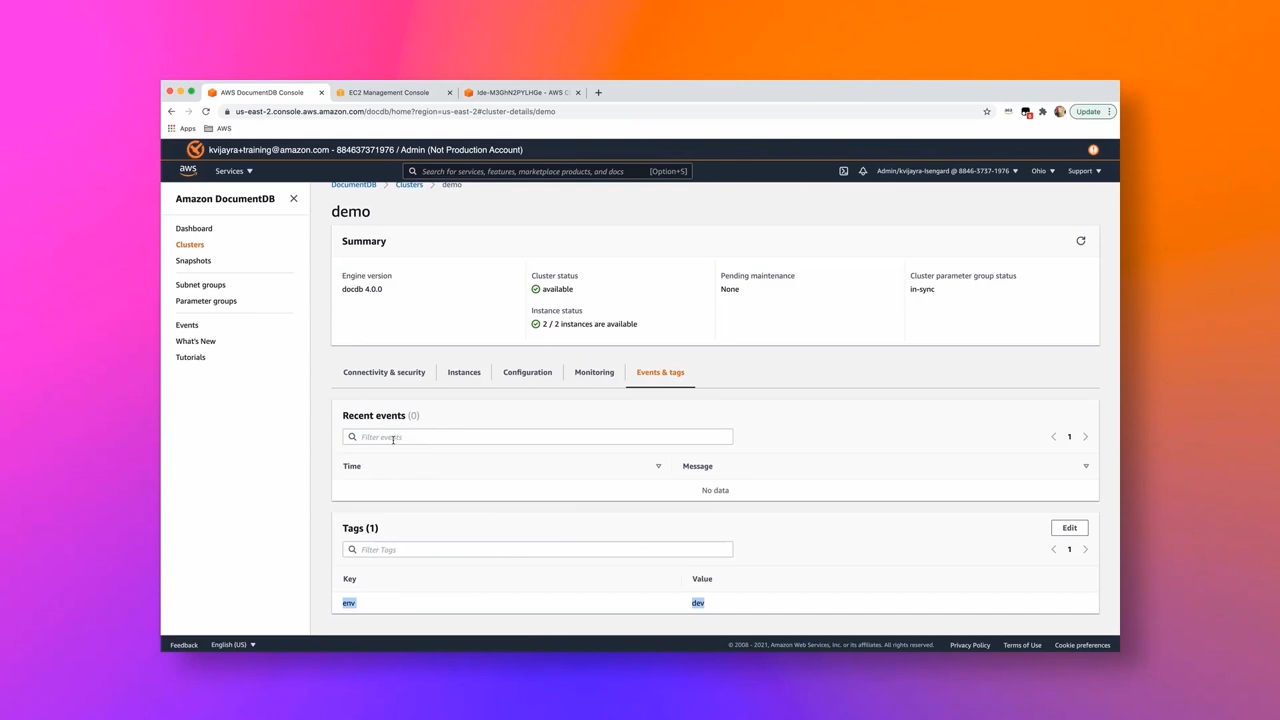 AWS DocumentDB Console
EC2 Management Console
Ide-M3GhN2PYLHGe - AWS C
us-east-2.console.aws.amazon.com/docdb/home?region=us-east-2#cluster-details/demo
Update
Apps
AWS
kvijayra+training@amazon.com - 884637371976 / Admin (Not Production Account)
aws
Services
Search for services, features, marketplace products, and docs
[Option+S]
Admin/kvijayra-Isengard @ 8846-3737-1976
Ohio
Support
Amazon DocumentDB
Dashboard
Clusters
Snapshots
Subnet groups
Parameter groups
Events
What's New
Tutorials
DocumentDB
Clusters
demo
demo
Summary
Engine version
docdb 4.0.0
Cluster status
available
Instance status
2 / 2 instances are available
Pending maintenance
None
Cluster parameter group status
in-sync
Connectivity & security
Instances
Configuration
Monitoring
Events & tags
Recent events (0)
Filter events
1
Time
Message
No data
Tags (1)
Edit
Filter Tags
1
Key
Value
env
dev
Feedback
English (US)
© 2008 - 2021, Amazon Web Services, Inc. or its affiliates. All rights reserved.
Privacy Policy
Terms of Use
Cookie preferences